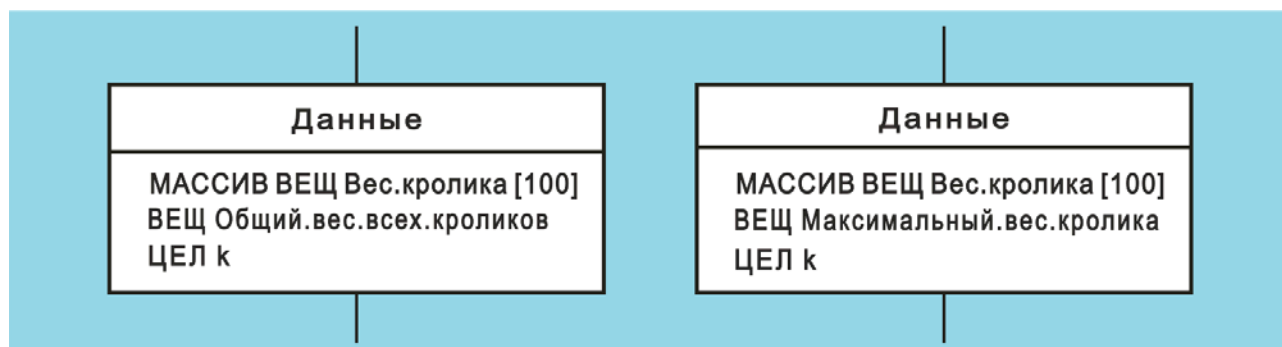 Данные
МАССИВ ВЕЩ Вес.кролика [100]
ВЕЩ Общий.вес.всех.кроликов
ЦЕЛ k
Данные
МАССИВ ВЕЩ Вес.кролика [100]
ВЕЩ Максимальный.вес.кролика
ЦЕЛ k